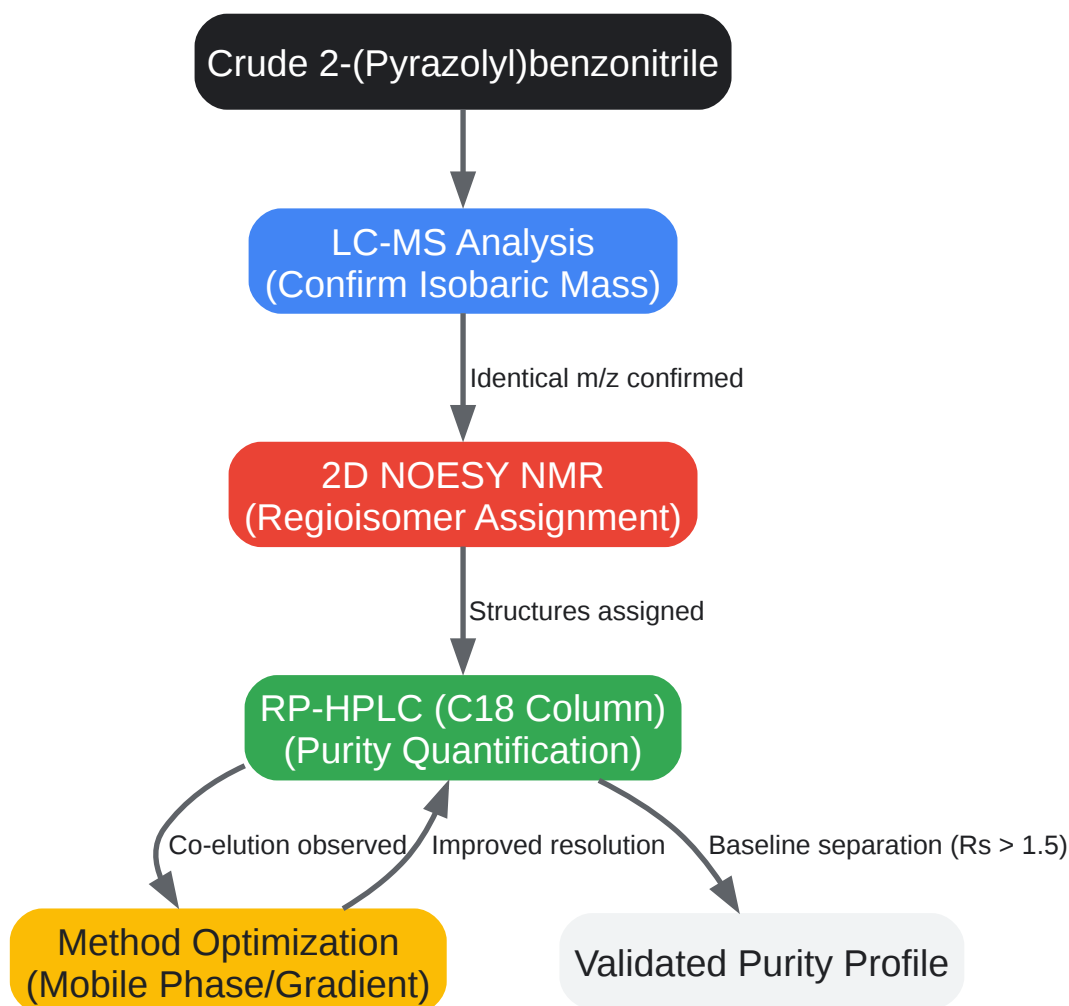 Crude 2-(Pyrazolyl)benzonitrile
LC-MS Analysis
(Confirm Isobaric Mass)
Identical m/z confirmed
2D NOESY NMR
(Regioisomer Assignment)
Structures assigned
RP-HPLC (C18 Column)
(Purity Quantification)
Co-elution observed
Improved resolution
Baseline separation (Rs > 1.5)
Method Optimization
(Mobile Phase/Gradient)
Validated Purity Profile